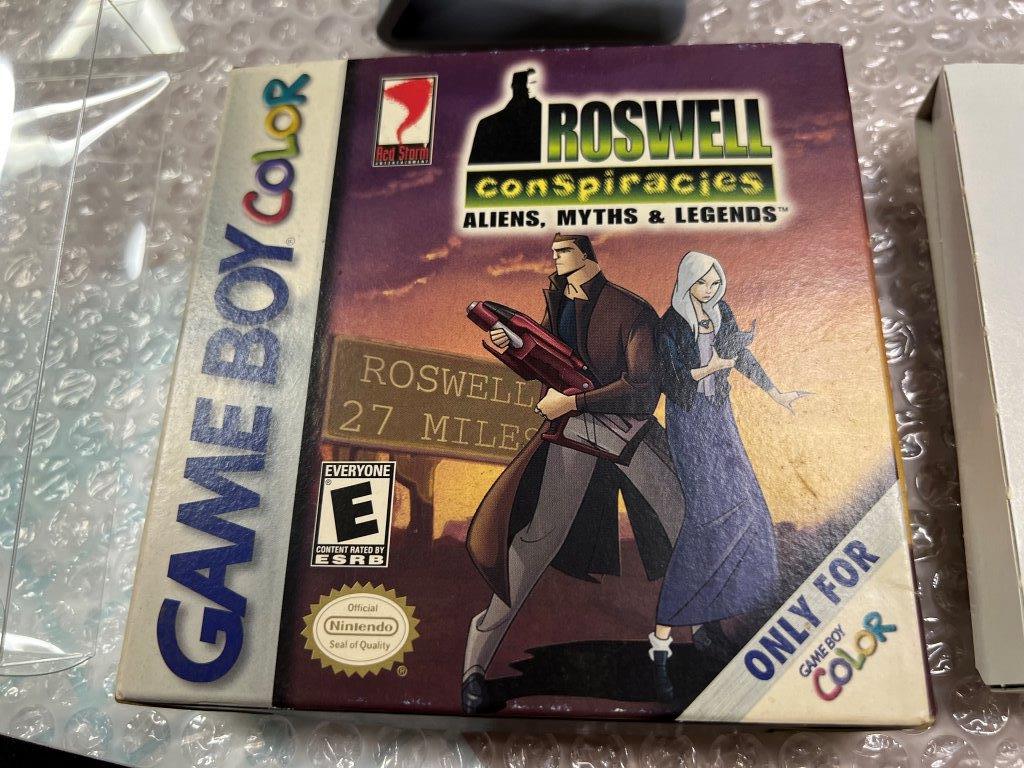 GAME BOY COLOR®
Red Storm
ENTERTAINMENT
ROSWELL
conspiracies
ALIENS, MYTHS & LEGENDS™
ROSWELL
27 MILES
EVERYONE
E®
CONTENT RATED BY
ESRB
Official
Nintendo
Seal of Quality
®
ONLY FOR
GAME BOY
COLOR